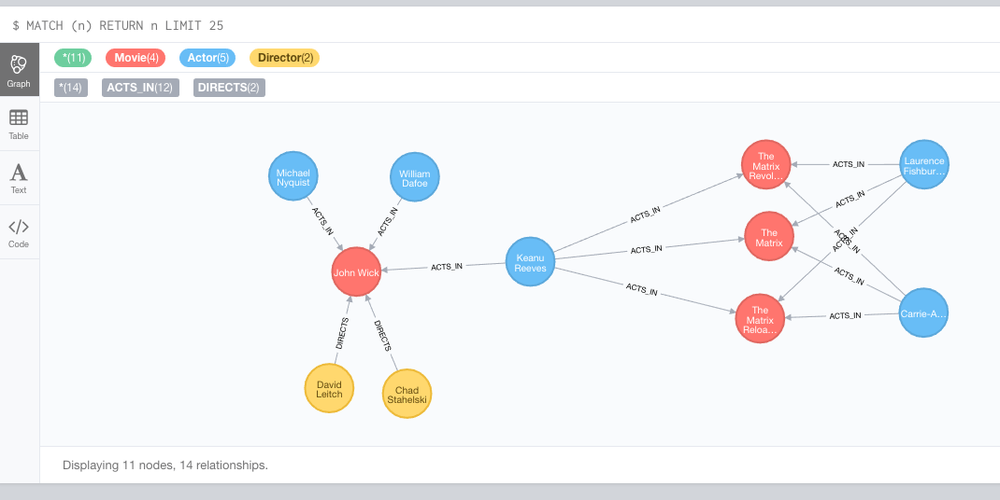 $ MATCH (n) RETURN n LIMIT 25
Graph
Table
Text
Code
*(11) Movie(4) Actor(5) Director(2)
*(14) ACTS_IN(12) DIRECTS(2)
Michael
Nyquist
William
Dafoe
ACTS_IN
ACTS_IN
John Wick
ACTS_IN
Keanu
Reeves
DIRECTS
DIRECTS
David
Leitch
Chad
Stahelski
ACTS_IN
ACTS_IN
ACTS_IN
The
Matrix
Revol...
The
Matrix
The
Matrix
Reloa...
ACTS_IN
ACTS_IN
ACTS_IN
ACTS_IN
ACTS_IN
ACTS_IN
Laurence
Fishbur...
Carrie-A...
Displaying 11 nodes, 14 relationships.